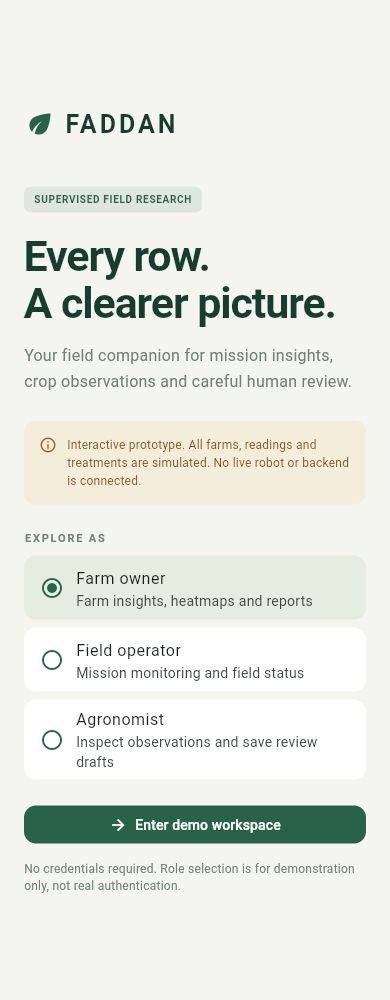 FADDAN
SUPERVISED FIELD RESEARCH
Every row.
A clearer picture.
Your field companion for mission insights,
crop observations and careful human review.
Interactive prototype. All farms, readings and
treatments are simulated. No live robot or backend
is connected.
EXPLORE AS
Farm owner
Farm insights, heatmaps and reports
Field operator
Mission monitoring and field status
Agronomist
Inspect observations and save review
drafts
Enter demo workspace
No credentials required. Role selection is for demonstration
only, not real authentication.